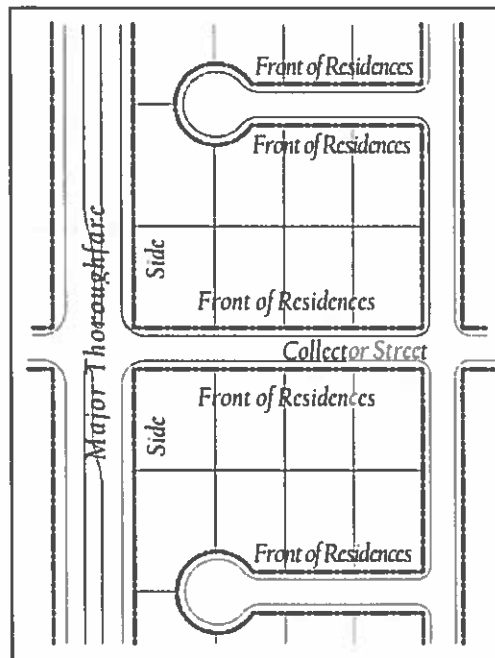 Front of Residences
Front of Residences
Major Thoroughfare
Side
Front of Residences
Collector Street
Front of Residences
Side
Front of Residences